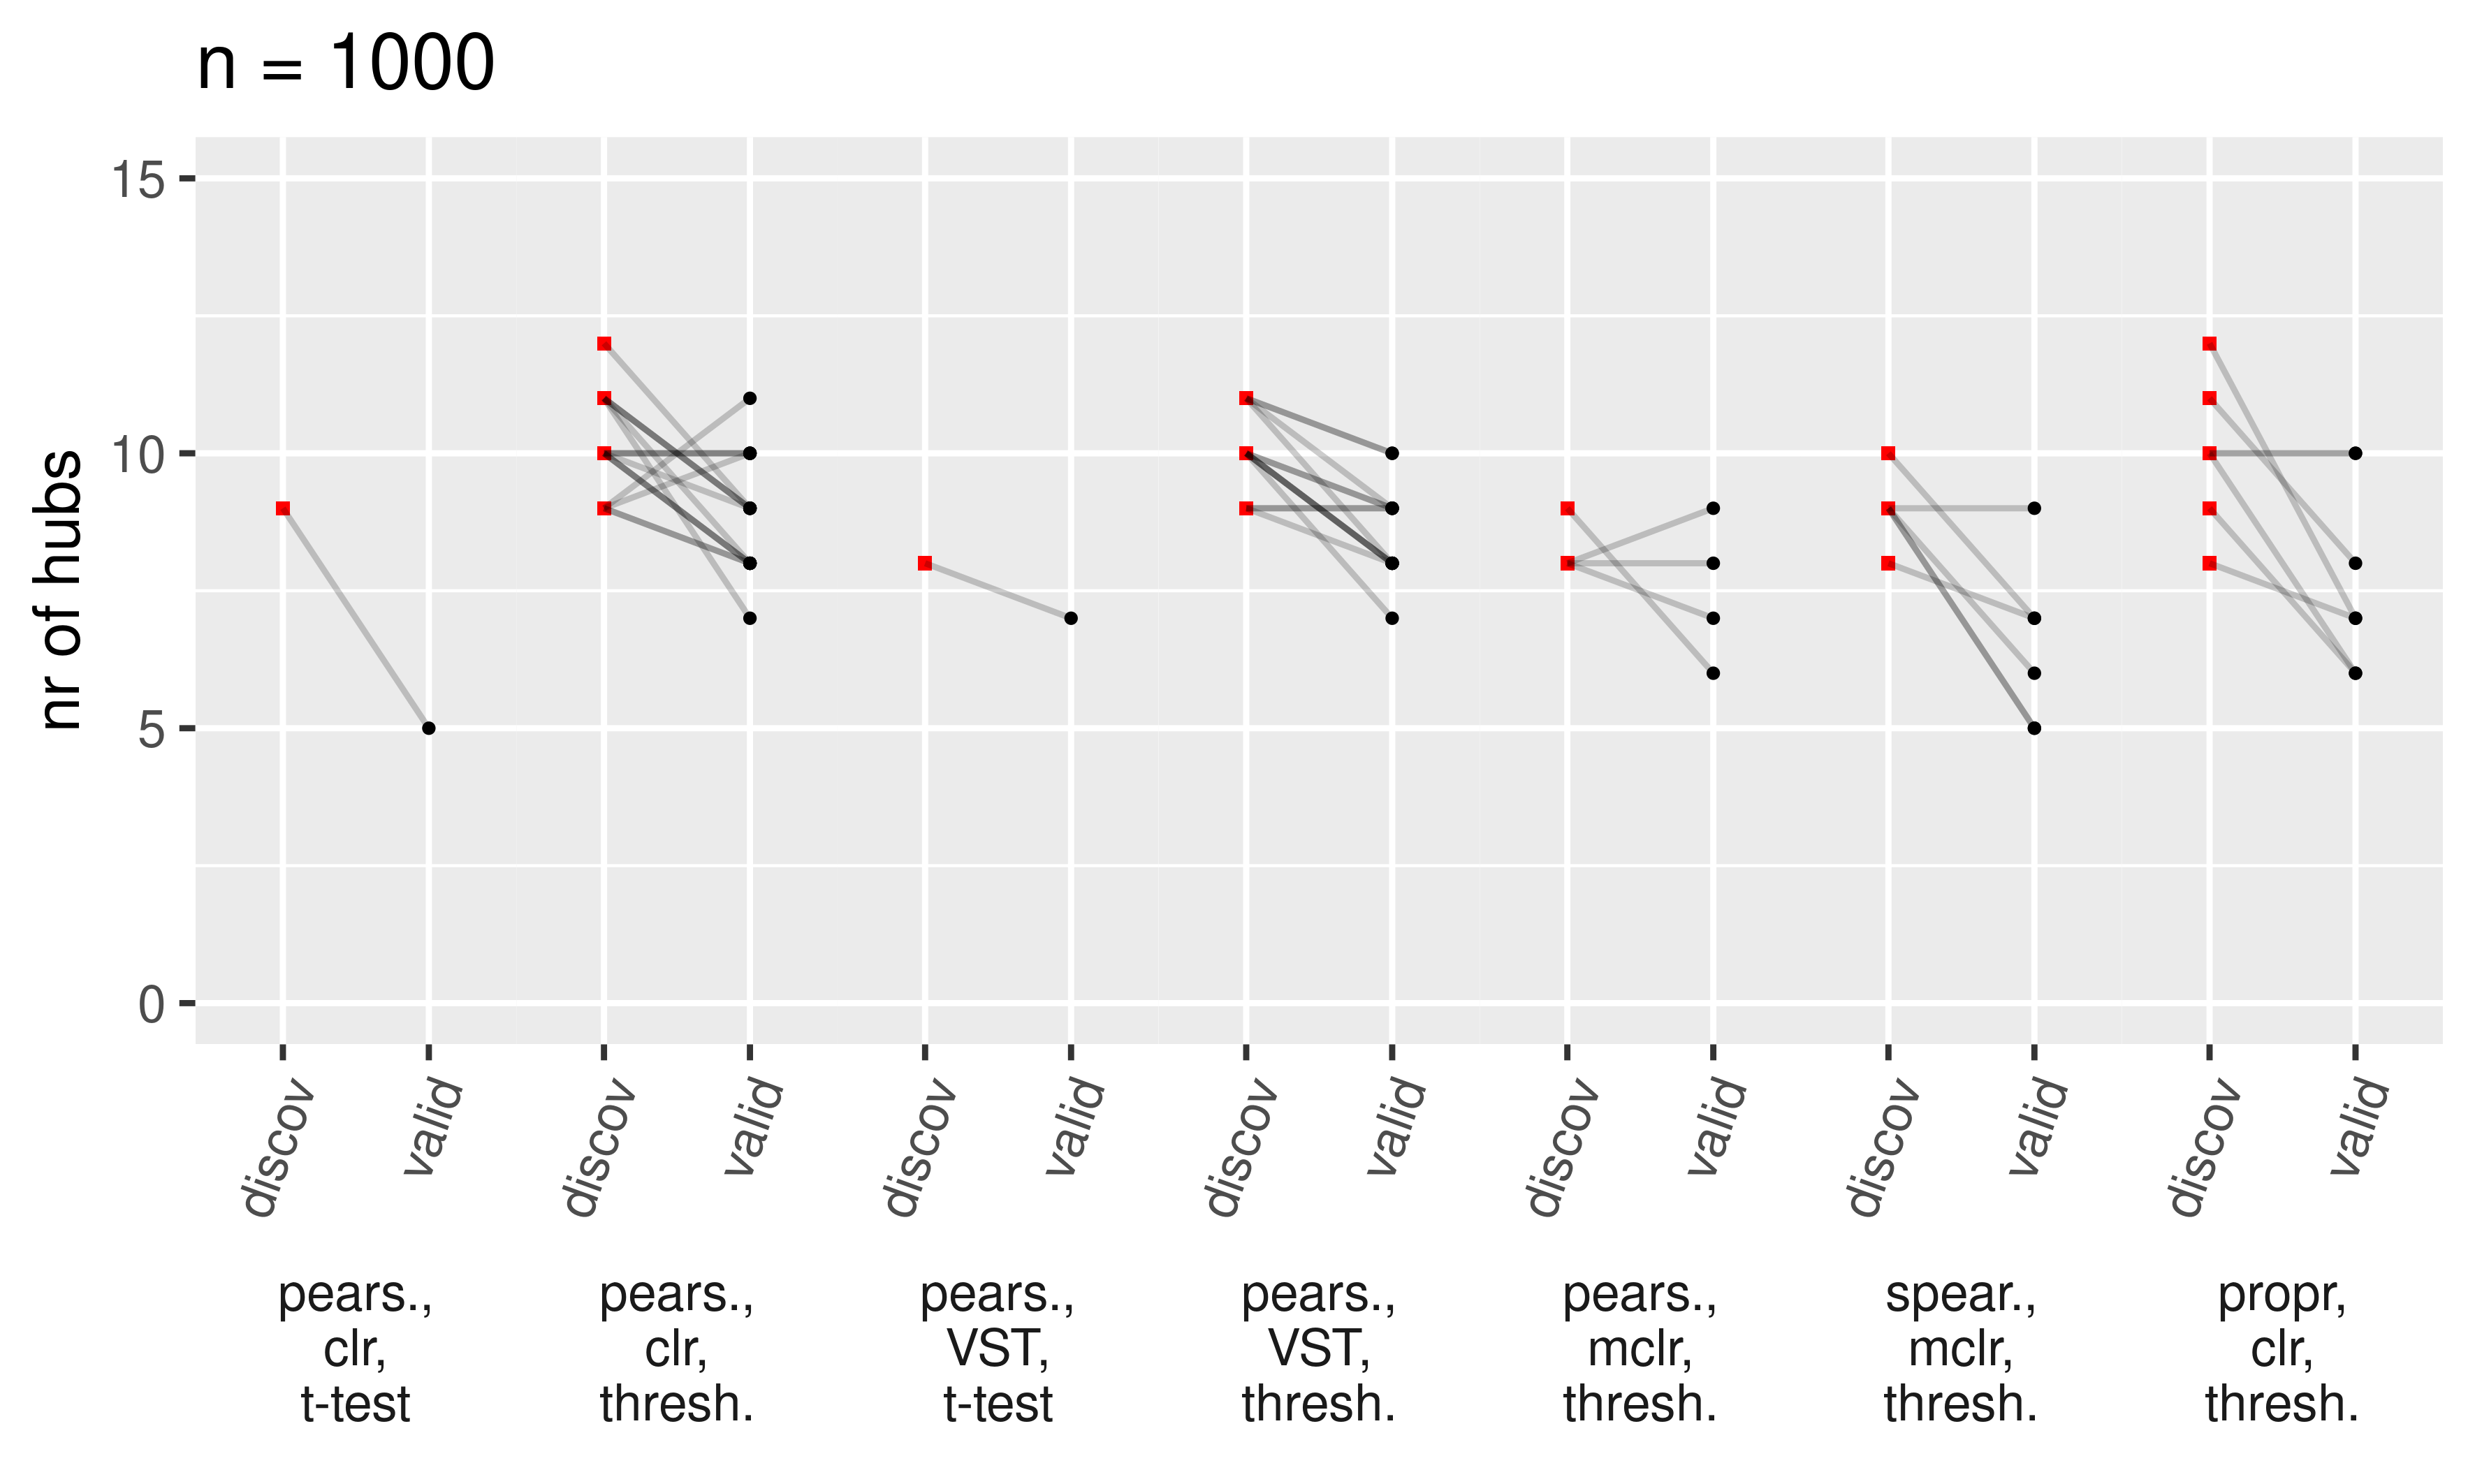 n = 1000
nr of hubs
15
10
5
0
discov valid discov valid discov valid discov valid discov valid discov valid discov valid
pears., pears., pears., pears., pears., spear., propr,
clr, clr, VST, VST, mclr, mclr, clr,
t-test thresh. t-test thresh. thresh. thresh. thresh.